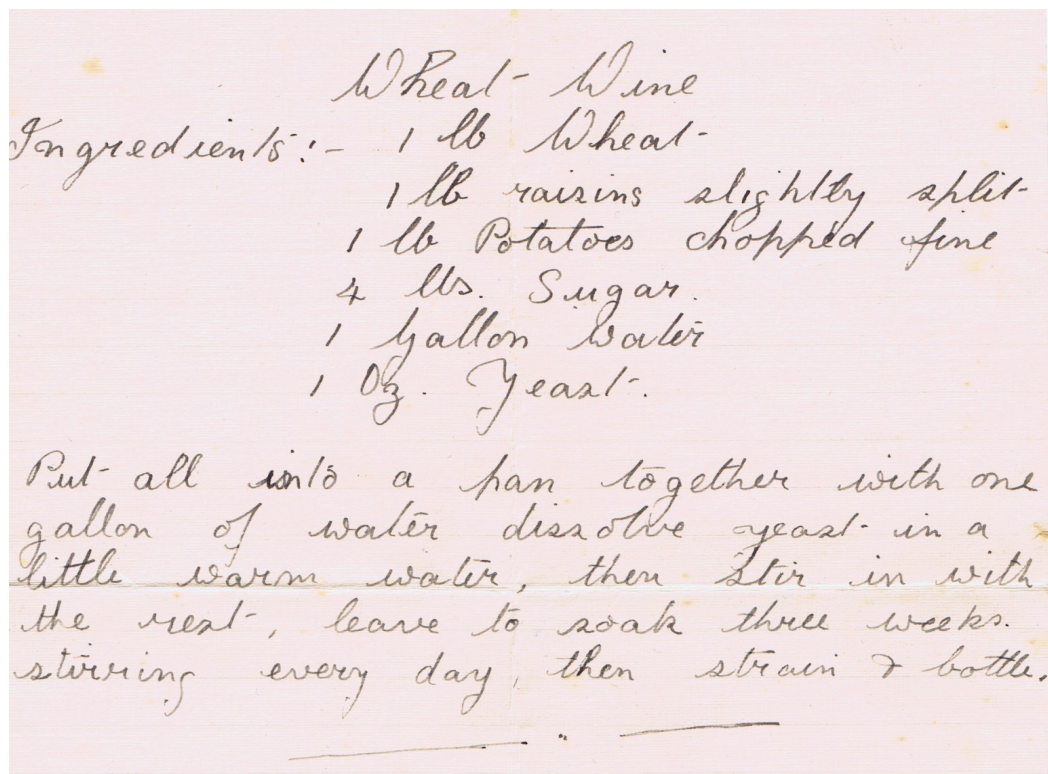 Wheat Wine
Ingredients:- 1 lb Wheat
1 lb raisins slightly split
1 lb Potatoes chopped fine
4 lbs. Sugar.
1 Gallon water
1 Oz. Yeast.
Put all into a pan together with one
gallon of water dissolve yeast in a
little warm water, then stir in with
the rest, leave to soak three weeks.
stirring every day, then strain & bottle.